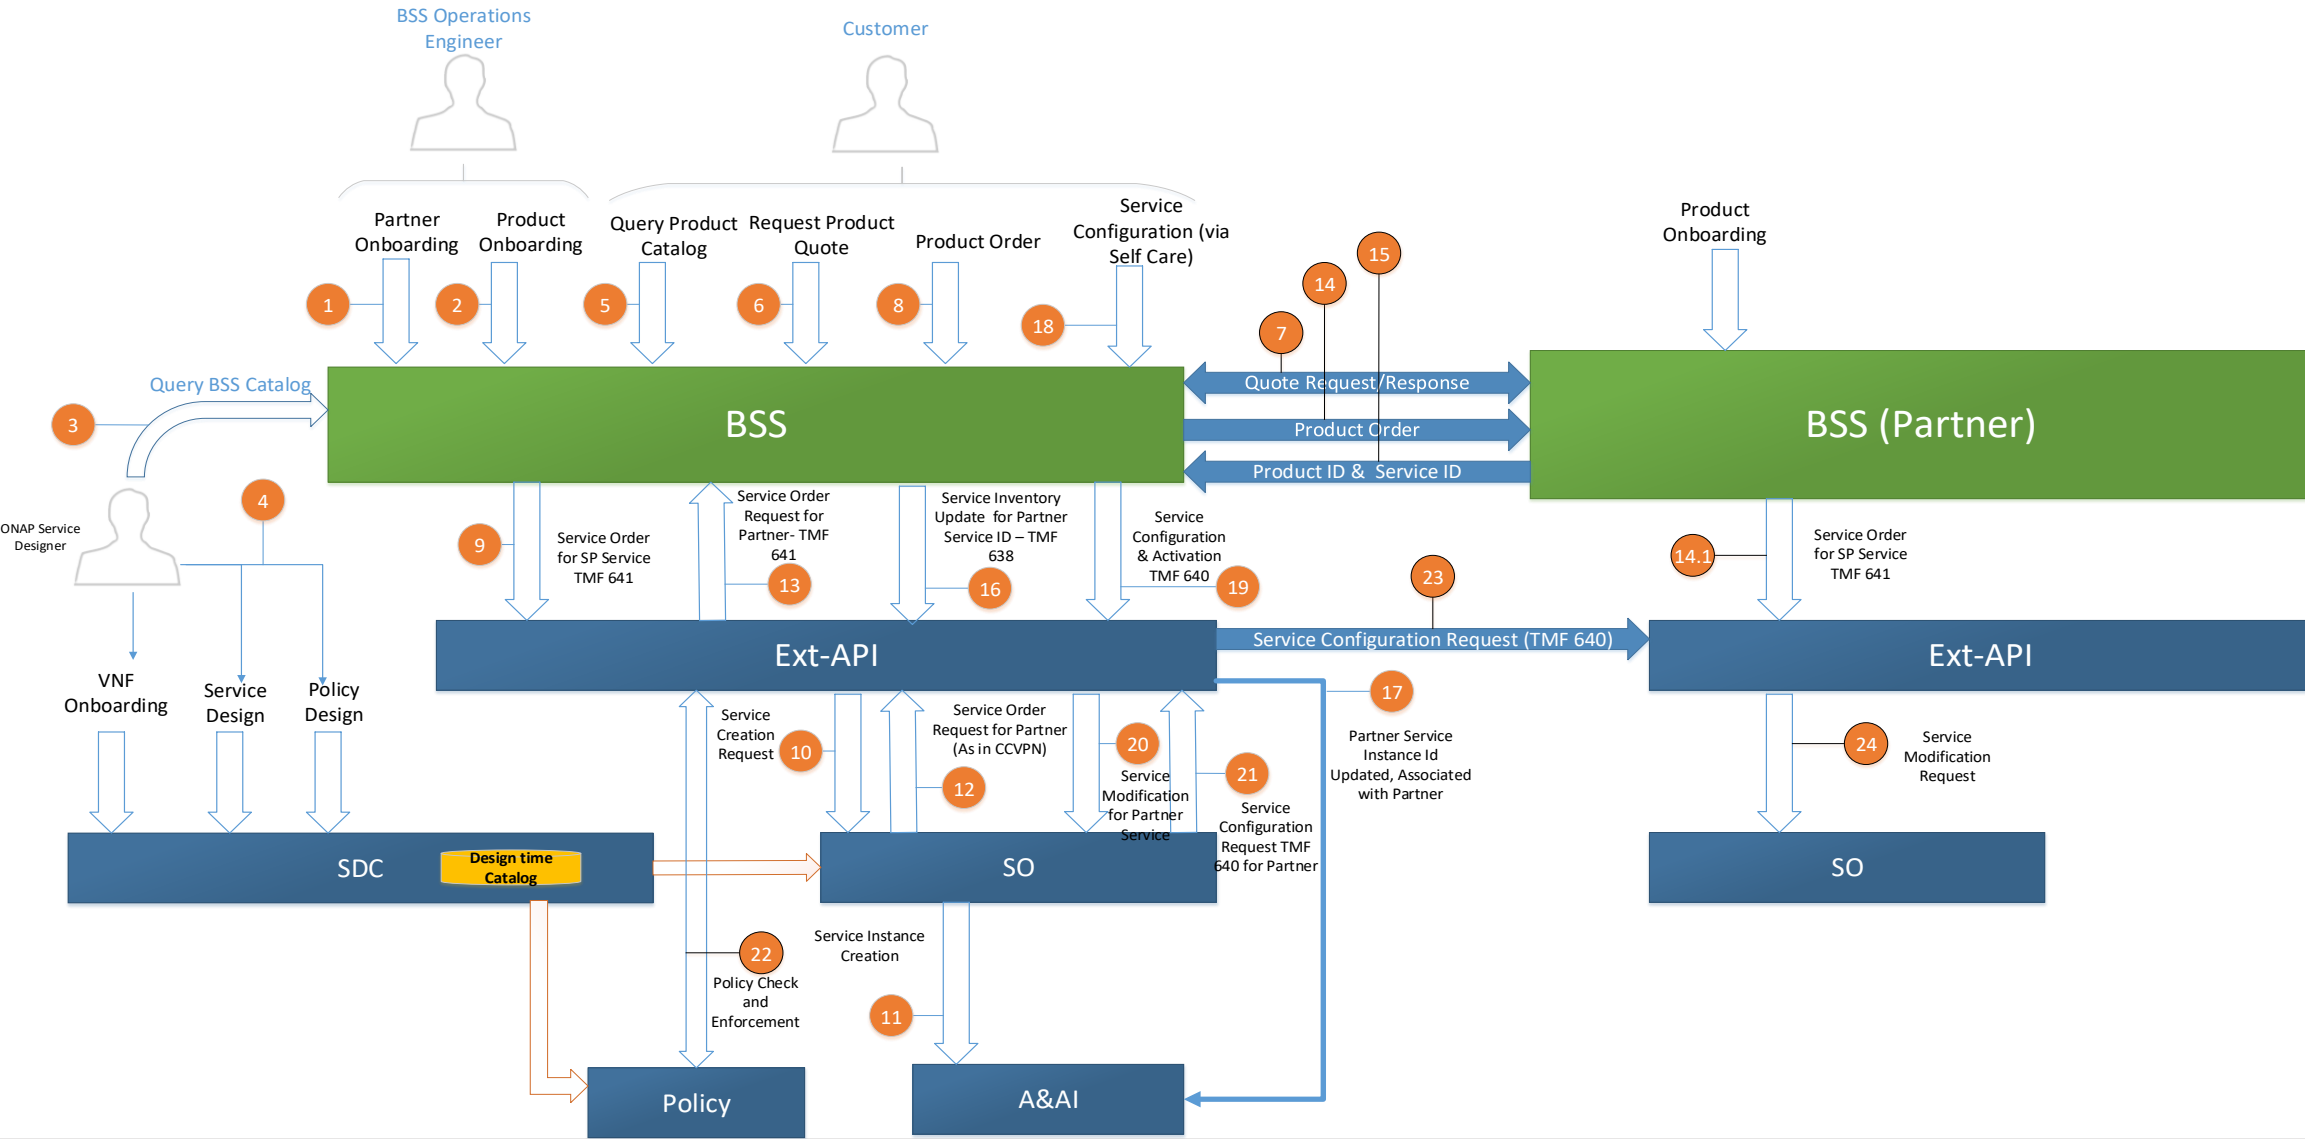 BSS Operations
Engineer
Customer
Partner
Onboarding
Product
Onboarding
Query Product
Catalog
Request Product
Quote
Product Order
Service
Configuration (via
Self Care)
Product
Onboarding
1
2
5
6
8
18
7
14
15
Query BSS Catalog
3
BSS
Quote Request/Response
Product Order
Product ID & Service ID
BSS (Partner)
4
ONAP Service
Designer
9
Service Order
for SP Service
TMF 641
Service Order
Request for
Partner- TMF
641
13
Service Inventory
Update for Partner
Service ID – TMF
638
16
Service
Configuration
& Activation
TMF 640
19
23
14.1
Service Order
for SP Service
TMF 641
Ext-API
Service Configuration Request (TMF 640)
Ext-API
VNF
Onboarding
Service
Design
Policy
Design
Service
Creation
Request
10
Service Order
Request for Partner
(As in CCVPN)
12
20
Service
Modification
for Partner
Service
21
Service
Configuration
Request TMF
640 for Partner
17
Partner Service
Instance Id
Updated, Associated
with Partner
24
Service
Modification
Request
SDC
Design time
Catalog
SO
SO
22
Policy Check
and
Enforcement
Service Instance
Creation
11
Policy
A&AI